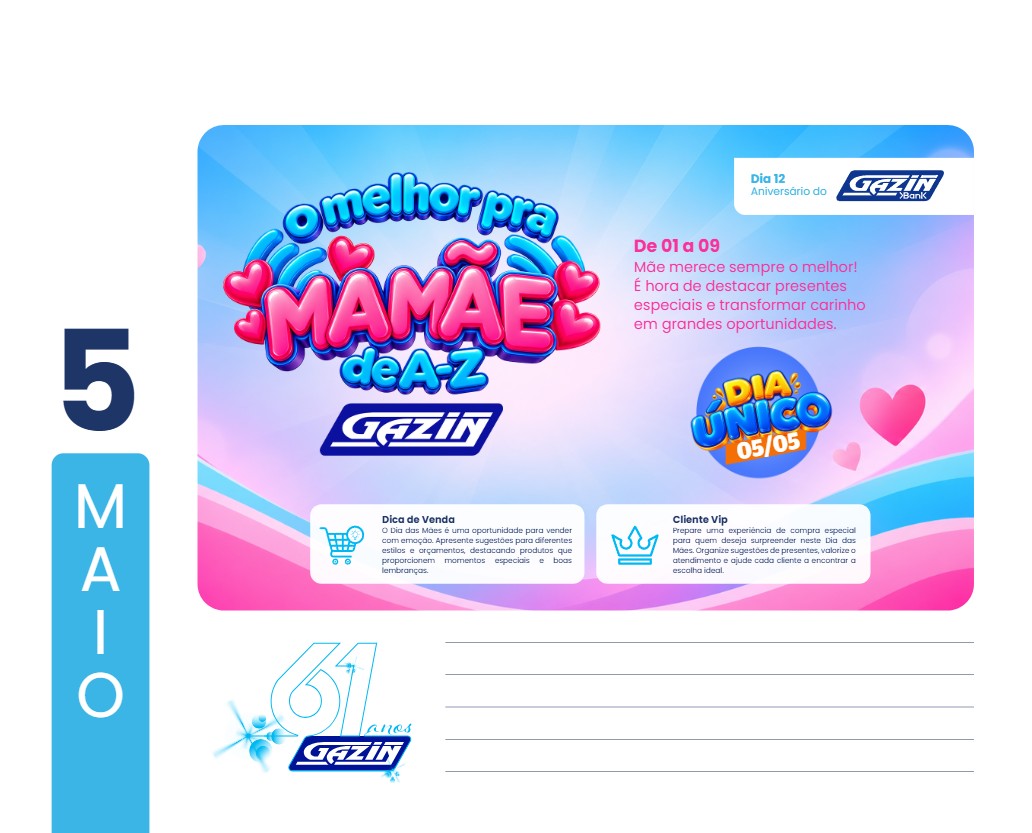 Dia 12
Aniversário do
GAZIN
BanK
o melhor pra
MAMÃE
de A-Z
GAZIN
De 01 a 09
Mãe merece sempre o melhor!
É hora de destacar presentes
especiais e transformar carinho
em grandes oportunidades.
DIA
ÚNICO
05/05
5
MAIO
Dica de Venda
O Dia das Mães é uma oportunidade para vender
com emoção. Apresente sugestões para diferentes
estilos e orçamentos, destacando produtos que
proporcionem momentos especiais e boas
lembranças.
Cliente Vip
Prepare uma experiência de compra especial
para quem deseja surpreender neste Dia das
Mães. Organize sugestões de presentes, valorize o
atendimento e ajude cada cliente a encontrar a
escolha ideal.
61
anos
GAZIN